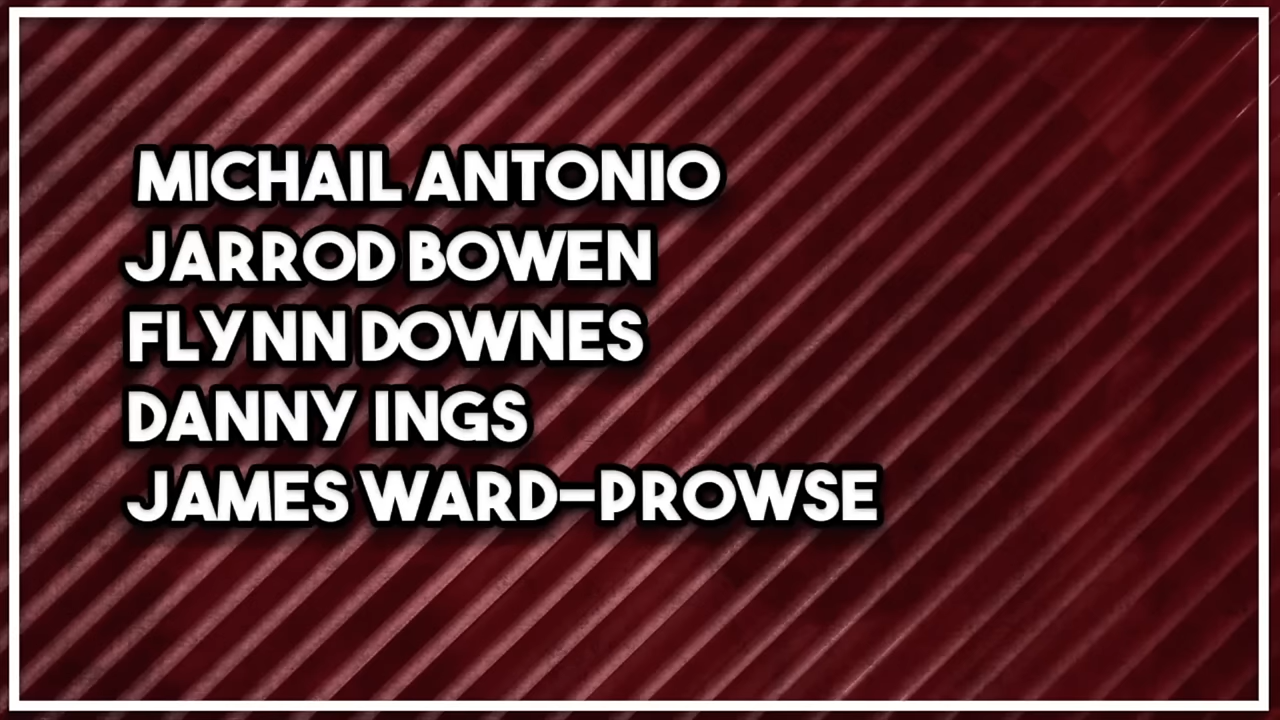 MICHAIL ANTONIO
JARROD BOWEN
FLYNN DOWNES
DANNY INGS
JAMES WARD-PROWSE